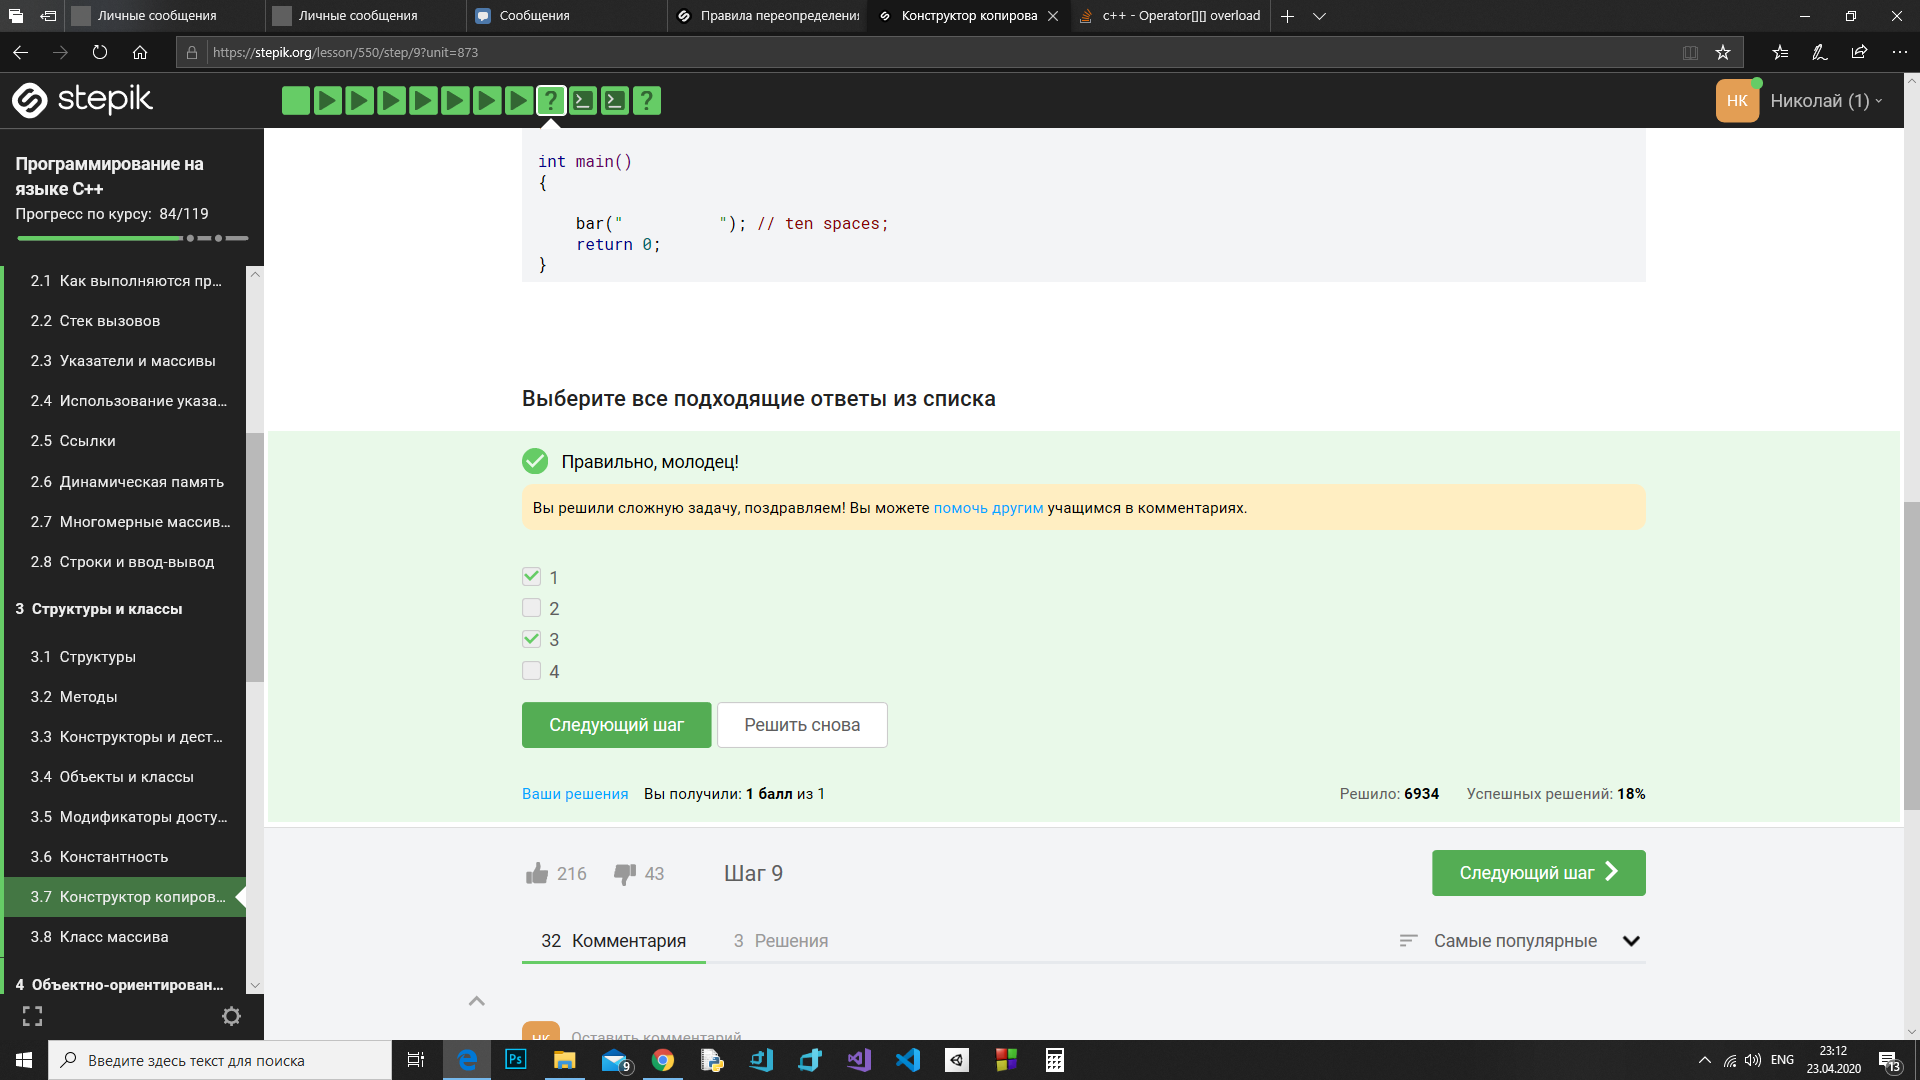 Личные сообщения
Личные сообщения
Сообщения
Правила переопределени
Конструктор копирова
c++ - Operator[][] overload
https://stepik.org/lesson/550/step/9?unit=873
stepik
НК
Николай (1)
Программирование на
языке C++
Прогресс по курсу: 84/119
2.1 Как выполняются пр...
2.2 Стек вызовов
2.3 Указатели и массивы
2.4 Использование указа...
2.5 Ссылки
2.6 Динамическая память
2.7 Многомерные массив...
2.8 Строки и ввод-вывод
3 Структуры и классы
3.1 Структуры
3.2 Методы
3.3 Конструкторы и дест...
3.4 Объекты и классы
3.5 Модификаторы досту...
3.6 Константность
3.7 Конструктор копиров...
3.8 Класс массива
4 Объектно-ориентирован...
int main()
{
bar("          "); // ten spaces;
return 0;
}
Выберите все подходящие ответы из списка
Правильно, молодец!
Вы решили сложную задачу, поздравляем! Вы можете помочь другим учащимся в комментариях.
1
2
3
4
Следующий шаг
Решить снова
Ваши решения Вы получили: 1 балл из 1
Решило: 6934 Успешных решений: 18%
216
43
Шаг 9
Следующий шаг
32 Комментария
3 Решения
Самые популярные
НК
Оставить комментарий
Введите здесь текст для поиска
Ps
9
ENG
23:12
23.04.2020
13